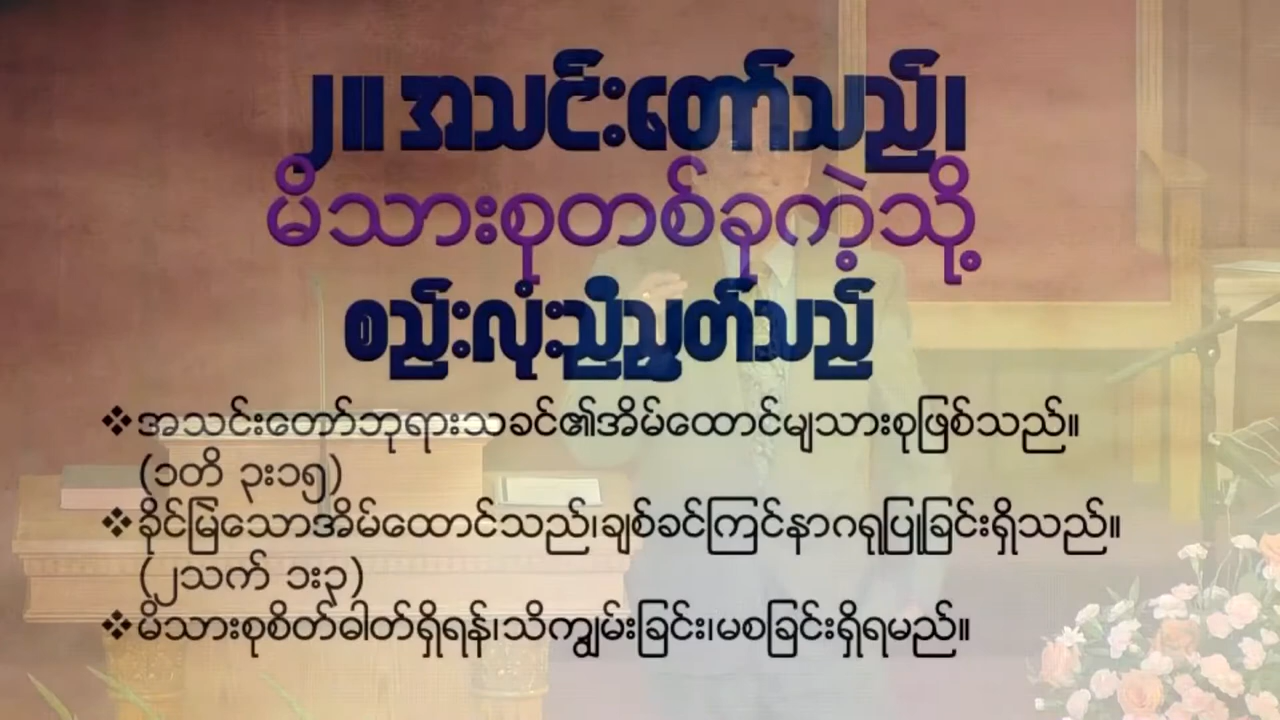 ၂။ အသင်းတော်သည်၊
မိသားစုတစ်ခုကဲ့သို့
စည်းလုံးညီညွတ်သည်
❖အသင်းတော်ဘုရားသခင်၏အိမ်ထောင်မျသားစုဖြစ်သည်။
(၁တိ ၃း၁၅)
❖ခိုင်မြဲသောအိမ်ထောင်သည်၊ချစ်ခင်ကြင်နာဂရုပြုခြင်းရှိသည်။
(၂သက် ၁း၃)
❖မိသားစုစိတ်ဓါတ်ရှိရန်၊သိကျွမ်းခြင်း၊မစခြင်းရှိရမည်။